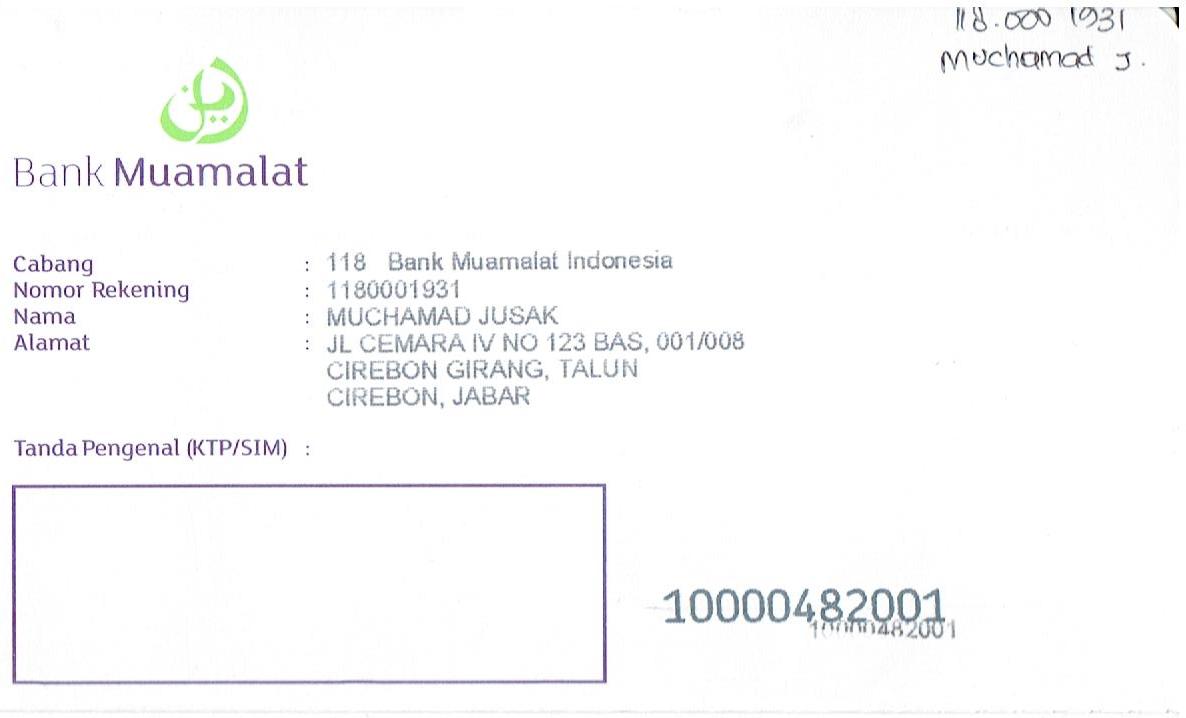 118.000 1931
Muchamad J.
Bank Muamalat
Cabang : 118 Bank Muamalat Indonesia
Nomor Rekening : 1180001931
Nama : MUCHAMAD JUSAK
Alamat : JL CEMARA IV NO 123 BAS, 001/008
CIREBON GIRANG, TALUN
CIREBON, JABAR
Tanda Pengenal (KTP/SIM) :
10000482001
10000482001